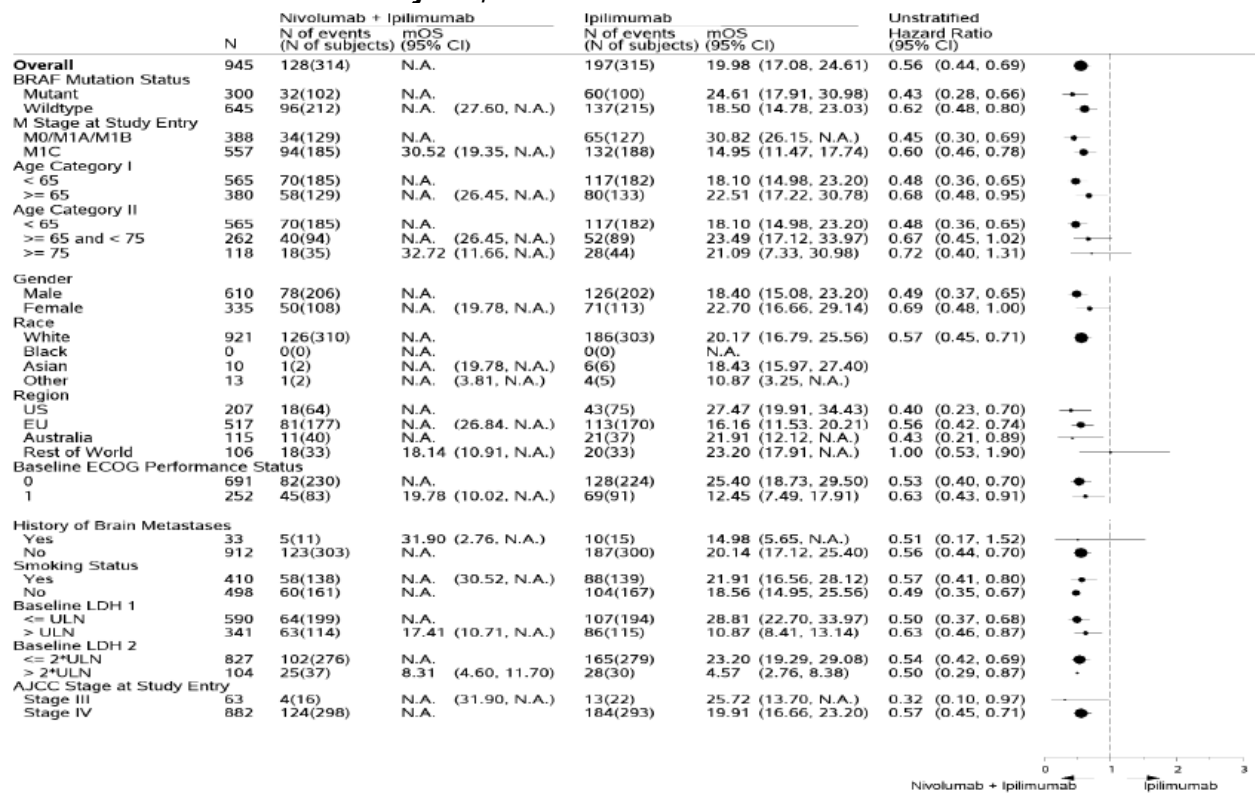 Nivolumab + Ipilimumab Ipilimumab Unstratified
N of events mOS N of events mOS Hazard Ratio
N (N of subjects) (95% CI) (N of subjects) (95% CI) (95% CI)
Overall 945 128(314) N.A. 197(315) 19.98 (17.08, 24.61) 0.56 (0.44, 0.69)
BRAF Mutation Status
Mutant 300 32(102) N.A. 60(100) 24.61 (17.91, 30.98) 0.43 (0.28, 0.66)
Wildtype 645 96(212) N.A. (27.60, N.A.) 137(215) 18.50 (14.78, 23.03) 0.62 (0.48, 0.80)
M Stage at Study Entry
M0/M1A/M1B 388 34(129) N.A. 65(127) 30.82 (26.15, N.A.) 0.45 (0.30, 0.69)
M1C 557 94(185) 30.52 (19.35, N.A.) 132(188) 14.95 (11.47, 17.74) 0.60 (0.46, 0.78)
Age Category I
< 65 565 70(185) N.A. 117(182) 18.10 (14.98, 23.20) 0.48 (0.36, 0.65)
>= 65 380 58(129) N.A. (26.45, N.A.) 80(133) 22.51 (17.22, 30.78) 0.68 (0.48, 0.95)
Age Category II
< 65 565 70(185) N.A. 117(182) 18.10 (14.98, 23.20) 0.48 (0.36, 0.65)
>= 65 and < 75 262 40(94) N.A. (26.45, N.A.) 52(89) 23.49 (17.12, 33.97) 0.67 (0.45, 1.02)
>= 75 118 18(35) 32.72 (11.66, N.A.) 28(44) 21.09 (7.33, 30.98) 0.72 (0.40, 1.31)
Gender
Male 610 78(206) N.A. 126(202) 18.40 (15.08, 23.20) 0.49 (0.37, 0.65)
Female 335 50(108) N.A. (19.78, N.A.) 71(113) 22.70 (16.66, 29.14) 0.69 (0.48, 1.00)
Race
White 921 126(310) N.A. 186(303) 20.17 (16.79, 25.56) 0.57 (0.45, 0.71)
Black 0 0(0) N.A. 0(0) N.A.
Asian 10 1(2) N.A. (19.78, N.A.) 6(6) 18.43 (15.97, 27.40)
Other 13 1(2) N.A. (3.81, N.A.) 4(5) 10.87 (3.25, N.A.)
Region
US 207 18(64) N.A. 43(75) 27.47 (19.91, 34.43) 0.40 (0.23, 0.70)
EU 517 81(177) N.A. (26.84, N.A.) 113(170) 16.16 (11.53, 20.21) 0.56 (0.42, 0.74)
Australia 115 11(40) N.A. 21(37) 21.91 (12.12, N.A.) 0.43 (0.21, 0.89)
Rest of World 106 18(33) 18.14 (10.91, N.A.) 20(33) 23.20 (17.91, N.A.) 1.00 (0.53, 1.90)
Baseline ECOG Performance Status
0 691 82(230) N.A. 128(224) 25.40 (18.73, 29.50) 0.53 (0.40, 0.70)
1 252 45(83) 19.78 (10.02, N.A.) 69(91) 12.45 (7.49, 17.91) 0.63 (0.43, 0.91)
History of Brain Metastases
Yes 33 5(11) 31.90 (2.76, N.A.) 10(15) 14.98 (5.65, N.A.) 0.51 (0.17, 1.52)
No 912 123(303) N.A. 187(300) 20.14 (17.12, 25.40) 0.56 (0.44, 0.70)
Smoking Status
Yes 410 58(138) N.A. (30.52, N.A.) 88(139) 21.91 (16.56, 28.12) 0.57 (0.41, 0.80)
No 498 60(161) N.A. 104(167) 18.56 (14.95, 25.56) 0.49 (0.35, 0.67)
Baseline LDH 1
<= ULN 590 64(199) N.A. 107(194) 28.81 (22.70, 33.97) 0.50 (0.37, 0.68)
> ULN 341 63(114) 17.41 (10.71, N.A.) 86(115) 10.87 (8.41, 13.14) 0.63 (0.46, 0.87)
Baseline LDH 2
<= 2*ULN 827 102(276) N.A. 165(279) 23.20 (19.29, 29.08) 0.54 (0.42, 0.69)
> 2*ULN 104 25(37) 8.31 (4.60, 11.70) 28(30) 4.57 (2.76, 8.38) 0.50 (0.29, 0.87)
AJCC Stage at Study Entry
Stage III 63 4(16) N.A. (31.90, N.A.) 13(22) 25.72 (13.70, N.A.) 0.32 (0.10, 0.97)
Stage IV 882 124(298) N.A. 184(293) 19.91 (16.66, 23.20) 0.57 (0.45, 0.71)
0 1 2 3
Nivolumab + Ipilimumab Ipilimumab